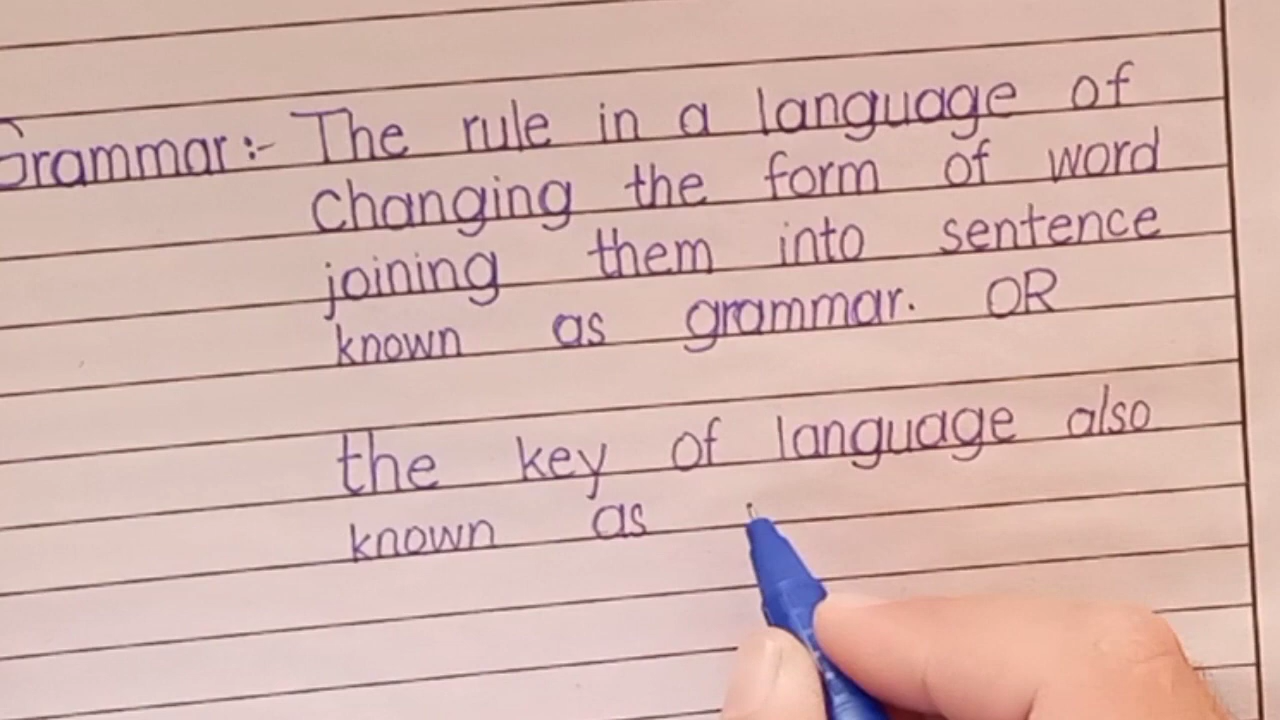 Grammar:- The rule in a language of
changing the form of word
joining them into sentence
known as grammar. OR
the key of language also
known as